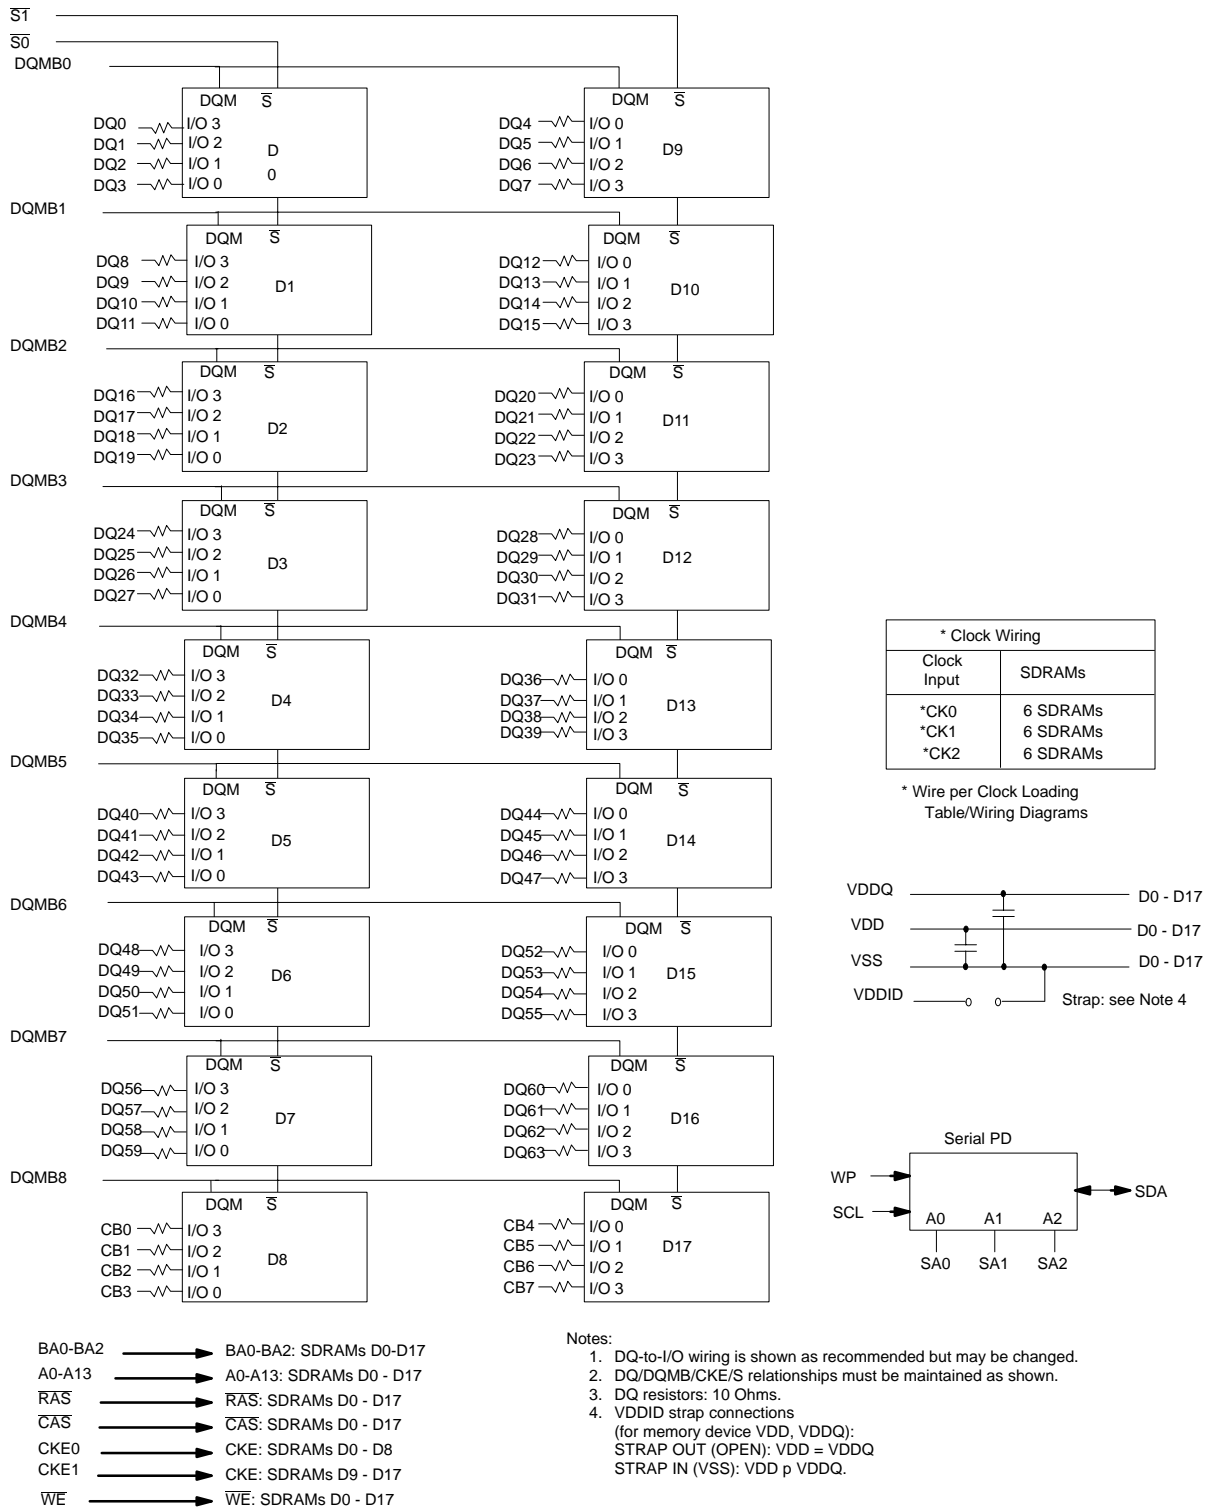 S1
S0
DQMB0
DQM S
DQ0 I/O 3
DQ1 I/O 2
DQ2 I/O 1
DQ3 I/O 0
D
0
DQM S
DQ4 I/O 0
DQ5 I/O 1
DQ6 I/O 2
DQ7 I/O 3
D9
DQMB1
DQM S
DQ8 I/O 3
DQ9 I/O 2
DQ10 I/O 1
DQ11 I/O 0
D1
DQM S
DQ12 I/O 0
DQ13 I/O 1
DQ14 I/O 2
DQ15 I/O 3
D10
DQMB2
DQM S
DQ16 I/O 3
DQ17 I/O 2
DQ18 I/O 1
DQ19 I/O 0
D2
DQM S
DQ20 I/O 0
DQ21 I/O 1
DQ22 I/O 2
DQ23 I/O 3
D11
DQMB3
DQM S
DQ24 I/O 3
DQ25 I/O 2
DQ26 I/O 1
DQ27 I/O 0
D3
DQM S
DQ28 I/O 0
DQ29 I/O 1
DQ30 I/O 2
DQ31 I/O 3
D12
DQMB4
DQM S
DQ32 I/O 3
DQ33 I/O 2
DQ34 I/O 1
DQ35 I/O 0
D4
DQM S
DQ36 I/O 0
DQ37 I/O 1
DQ38 I/O 2
DQ39 I/O 3
D13
DQMB5
DQM S
DQ40 I/O 3
DQ41 I/O 2
DQ42 I/O 1
DQ43 I/O 0
D5
DQM S
DQ44 I/O 0
DQ45 I/O 1
DQ46 I/O 2
DQ47 I/O 3
D14
DQMB6
DQM S
DQ48 I/O 3
DQ49 I/O 2
DQ50 I/O 1
DQ51 I/O 0
D6
DQM S
DQ52 I/O 0
DQ53 I/O 1
DQ54 I/O 2
DQ55 I/O 3
D15
DQMB7
DQM S
DQ56 I/O 3
DQ57 I/O 2
DQ58 I/O 1
DQ59 I/O 0
D7
DQM S
DQ60 I/O 0
DQ61 I/O 1
DQ62 I/O 2
DQ63 I/O 3
D16
DQMB8
DQM S
CB0 I/O 3
CB1 I/O 2
CB2 I/O 1
CB3 I/O 0
D8
DQM S
CB4 I/O 0
CB5 I/O 1
CB6 I/O 2
CB7 I/O 3
D17
* Clock Wiring
Clock
Input
SDRAMs
*CK0 6 SDRAMs
*CK1 6 SDRAMs
*CK2 6 SDRAMs
* Wire per Clock Loading
Table/Wiring Diagrams
VDDQ D0 - D17
VDD D0 - D17
VSS D0 - D17
VDDID Strap: see Note 4
Serial PD
WP
SCL
SDA
A0 A1 A2
SA0 SA1 SA2
BA0-BA2 BA0-BA2: SDRAMs D0-D17
A0-A13 A0-A13: SDRAMs D0 - D17
RAS RAS: SDRAMs D0 - D17
CAS CAS: SDRAMs D0 - D17
CKE0 CKE: SDRAMs D0 - D8
CKE1 CKE: SDRAMs D9 - D17
WE WE: SDRAMs D0 - D17
Notes:
1. DQ-to-I/O wiring is shown as recommended but may be changed.
2. DQ/DQMB/CKE/S relationships must be maintained as shown.
3. DQ resistors: 10 Ohms.
4. VDDID strap connections
(for memory device VDD, VDDQ):
STRAP OUT (OPEN): VDD = VDDQ
STRAP IN (VSS): VDD p VDDQ.